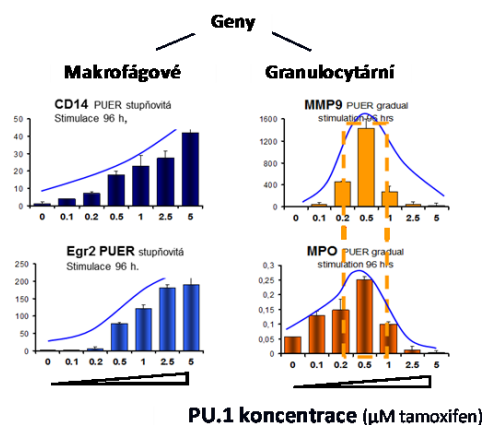 Geny
Makrofágové
Granulocytární
CD14 PUER stupňovitá
Stimulace 96 h,
50
40
30
20
10
0
0 0.1 0.2 0.5 1 2.5 5
MMP9 PUER gradual
stimulation 96 hrs
1600
1200
800
400
0
0 0.1 0.2 0.5 1 2.5 5
Egr2 PUER stupňovitá
Stimulace 96 h.
250
200
150
100
50
0
0 0.1 0.2 0.5 1 2.5 5
MPO PUER gradual
stimulation 96 hrs
0,3
0,25
0,2
0,15
0,1
0,05
0
0 0.1 0.2 0.5 1 2.5 5
PU.1 koncentrace (µM tamoxifen)